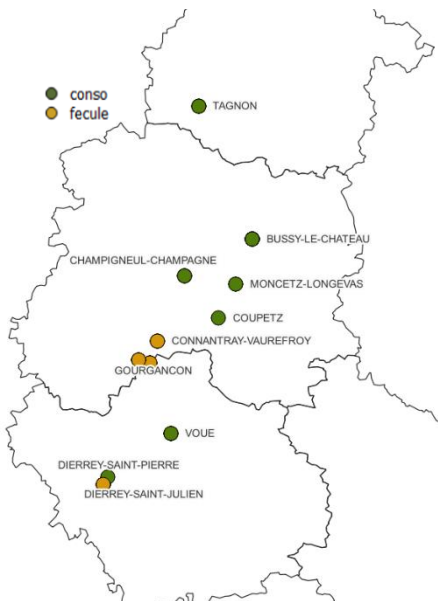 conso
fecule
TAGNON
BUSSY-LE-CHATEAU
CHAMPIGNEUL-CHAMPAGNE
MONCETZ-LONGEVAS
COUPETZ
CONNANTRAY-VAUREFROY
GOURGANCON
VOUE
DIERREY-SAINT-PIERRE
DIERREY-SAINT-JULIEN